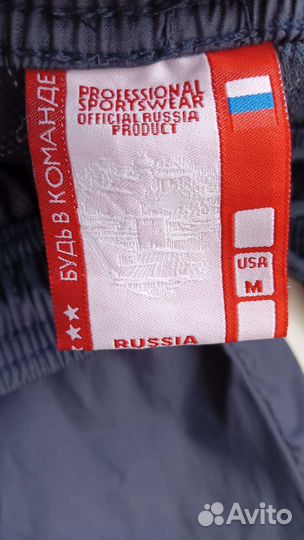 БУДЬ В КОМАНДЕ
PROFESSIONAL
SPORTSWEAR
OFFICIAL RUSSIA
PRODUCT
USA
M
RUSSIA
Avito